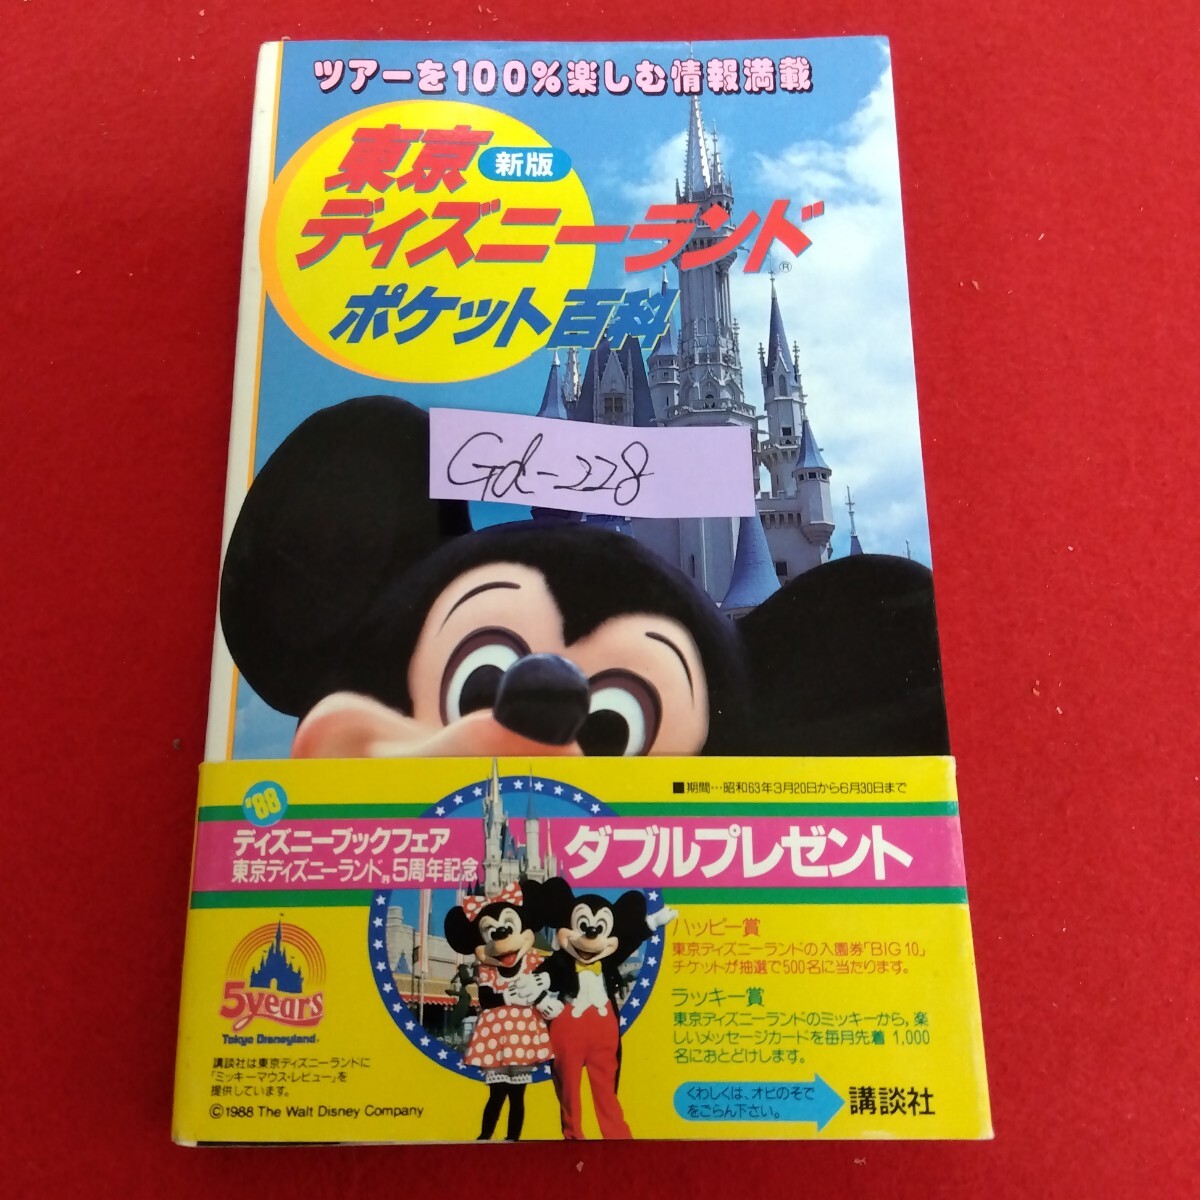 ツアーを100%楽しむ情報満載
東京
新版
ディズニーランド®
ポケット百科
Gd-228
■期間…昭和63年3月20日から6月30日まで
'88
ディズニーブックフェア
東京ディズニーランド®5周年記念
ダブルプレゼント
ハッピー賞
東京ディズニーランドの入園券「BIG 10」
チケットが抽選で500名に当たります。
ラッキー賞
東京ディズニーランドのミッキーから,楽
しいメッセージカードを毎月先着1,000
名におとどけします。
5years
Tokyo Disneyland®
講談社は東京ディズニーランドに
「ミッキーマウス・レビュー」を
提供しています。
©1988 The Walt Disney Company
くわしくは、オビのそで
をごらん下さい。
講談社